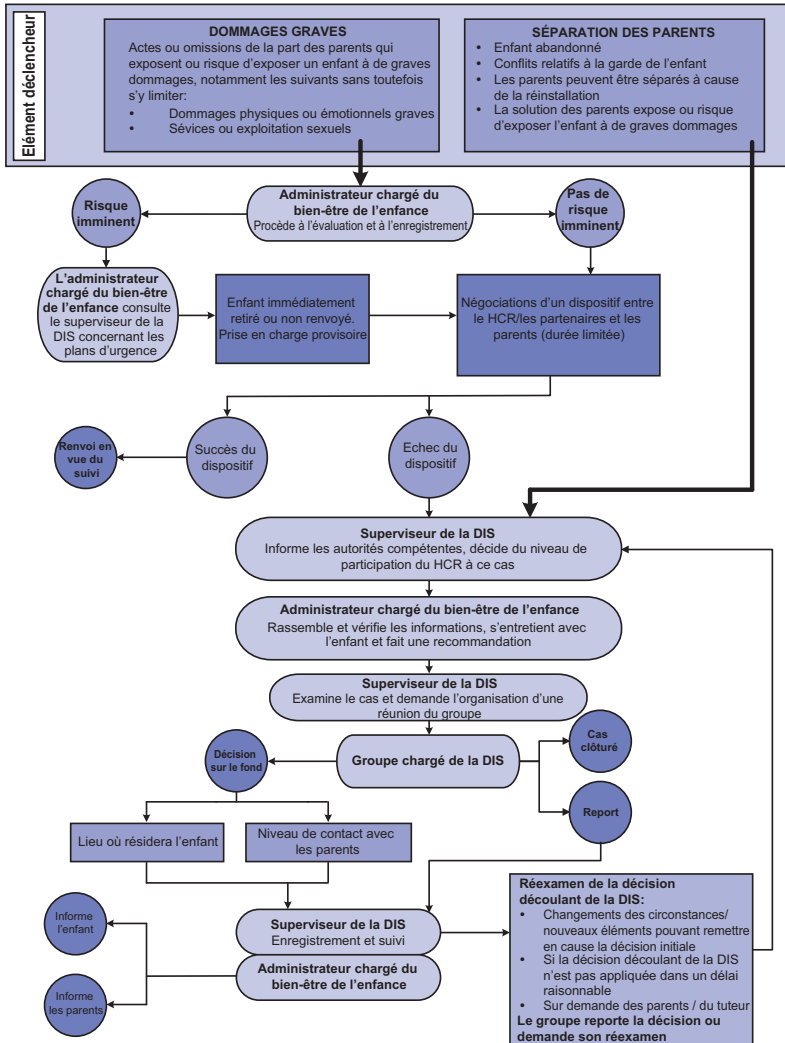 Elément déclencheur
DOMMAGES GRAVES
Actes ou omissions de la part des parents qui
exposent ou risque d'exposer un enfant à de graves
dommages, notamment les suivants sans toutefois
s'y limiter:
• Dommages physiques ou émotionnels graves
• Sévices ou exploitation sexuels
SÉPARATION DES PARENTS
• Enfant abandonné
• Conflits relatifs à la garde de l'enfant
• Les parents peuvent être séparés à cause
de la réinstallation
• La solution des parents expose ou risque
d'exposer l'enfant à de graves dommages
Risque
imminent
Administrateur chargé du
bien-être de l'enfance
Procède à l'évaluation et à l'enregistrement
Pas de
risque
imminent
L'administrateur
chargé du bien-être
de l'enfance consulte
le superviseur de la
DIS concernant les
plans d'urgence
Enfant immédiatement
retiré ou non renvoyé.
Prise en charge provisoire
Négociations d'un dispositif entre
le HCR/les partenaires et les
parents (durée limitée)
Renvoi en
vue du
suivi
Succès du
dispositif
Echec du
dispositif
Superviseur de la DIS
Informe les autorités compétentes, décide du niveau de
participation du HCR à ce cas
Administrateur chargé du bien-être de l'enfance
Rassemble et vérifie les informations, s'entretient avec
l'enfant et fait une recommandation
Superviseur de la DIS
Examine le cas et demande l'organisation d'une
réunion du groupe
Décision
sur le fond
Groupe chargé de la DIS
Cas
clôturé
Report
Lieu où résidera l'enfant
Niveau de contact avec
les parents
Informe
l'enfant
Informe
les parents
Superviseur de la DIS
Enregistrement et suivi
Administrateur chargé du
bien-être de l'enfance
Réexamen de la décision
découlant de la DIS:
• Changements des circonstances/
nouveaux éléments pouvant remettre
en cause la décision initiale
• Si la décision découlant de la DIS
n'est pas appliquée dans un délai
raisonnable
• Sur demande des parents / du tuteur
Le groupe reporte la décision ou
demande son réexamen